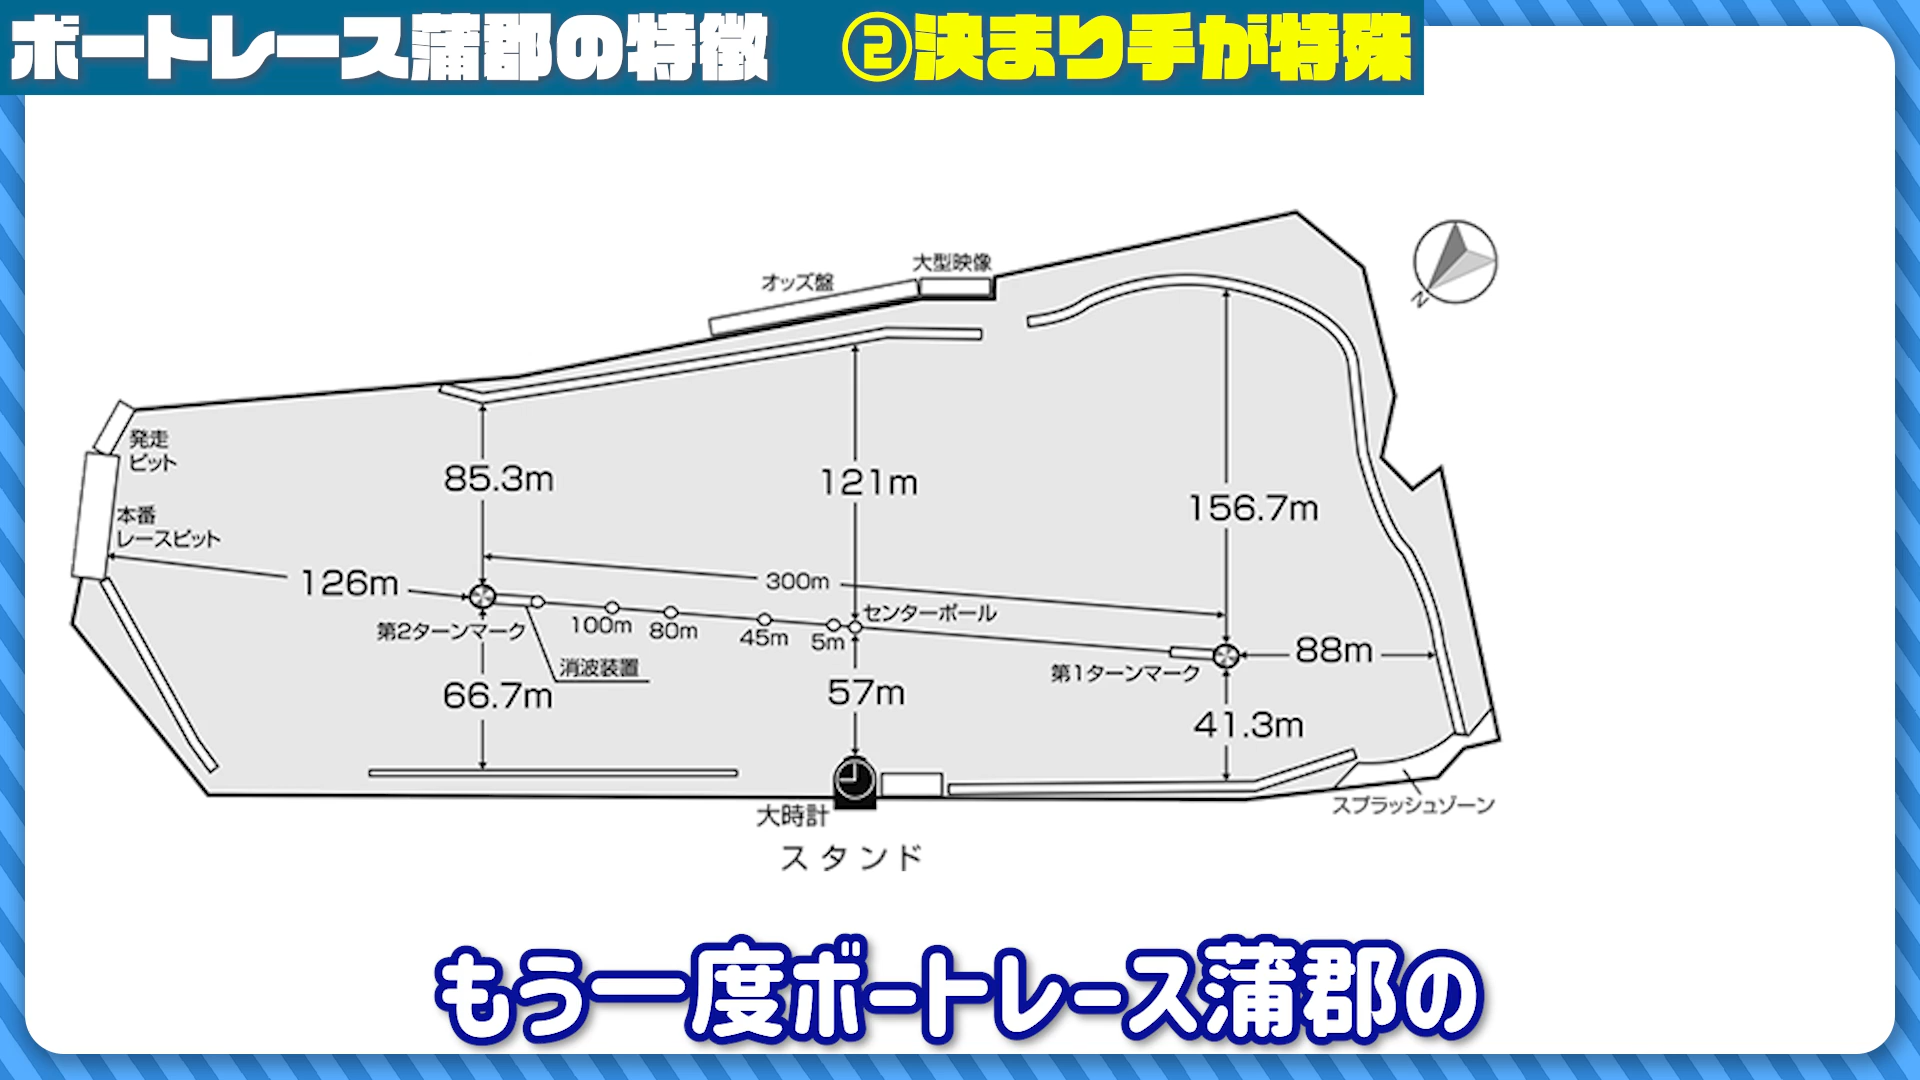 ボートレース蒲郡の特徴　②決まり手が特殊
大型映像
オッズ盤
N
発走
ピット
85.3m
121m
156.7m
本番
レースピット
126m
300m
センターポール
第2ターンマーク
100m
80m
45m
5m
88m
消波装置
第1ターンマーク
66.7m
57m
41.3m
大時計
スプラッシュゾーン
スタンド
もう一度ボートレース蒲郡の